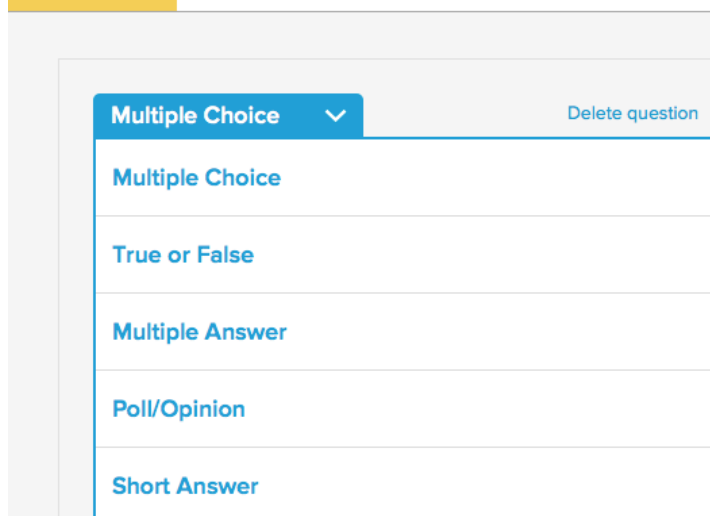 Multiple Choice
Delete question
Multiple Choice
True or False
Multiple Answer
Poll/Opinion
Short Answer